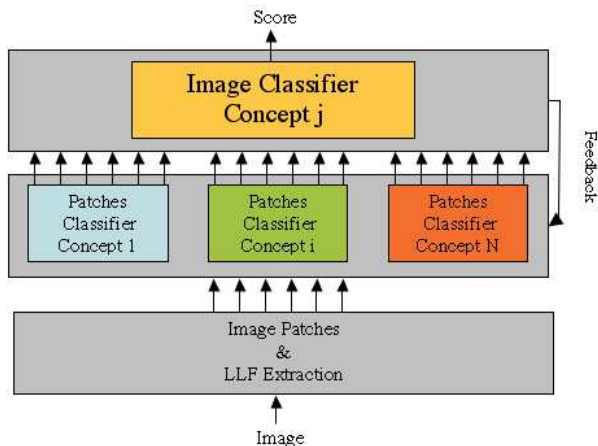 Score
Image Classifier
Concept j
Feedback
Patches
Classifier
Concept 1
Patches
Classifier
Concept i
Patches
Classifier
Concept N
Image Patches
&
LLF Extraction
Image